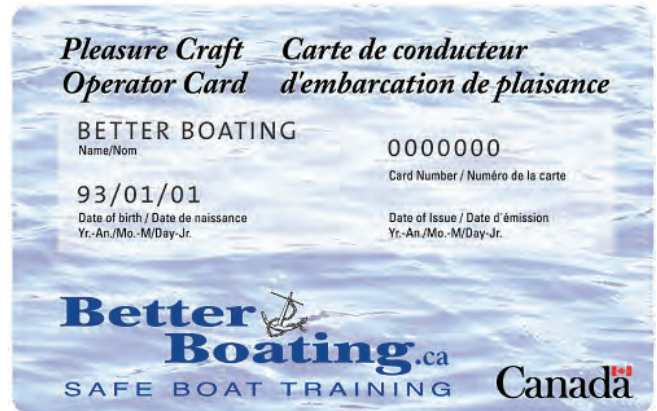 Pleasure Craft Carte de conducteur
Operator Card d'embarcation de plaisance
BETTER BOATING
Name/Nom
0000000
Card Number / Numéro de la carte
93/01/01
Date of birth / Date de naissance
Yr.-An./Mo.-M/Day-Jr.
Date of Issue / Date d'émission
Yr.-An./Mo.-M/Day-Jr.
Better
Boating.ca
SAFE BOAT TRAINING
Canada